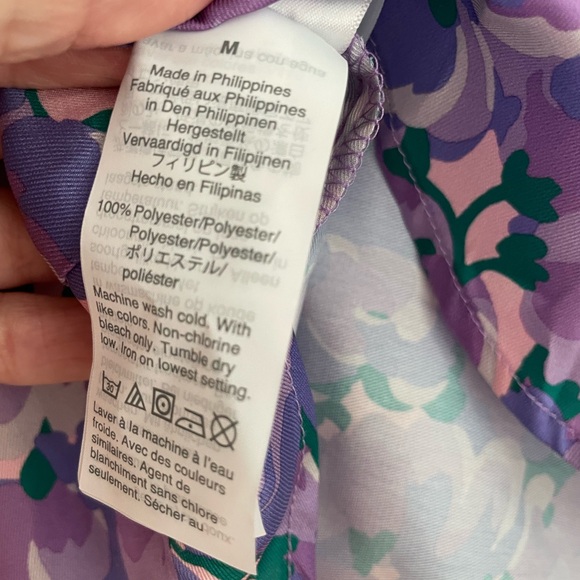 M
Made in Philippines
Fabriqué aux Philippines
in Den Philippinen
Hergestellt
Vervaardigd in Filipijnen
フィリピン製
Hecho en Filipinas
100% Polyester/Polyester/
Polyester/Polyester/
ポリエステル/
poliéster
Machine wash cold. With
like colors. Non-chlorine
bleach only. Tumble dry
low. Iron on lowest setting.
30
Laver à la machine à l'eau
froide. Avec des couleurs
similaires. Agent de
blanchiment sans chlore
seulement. Sécher au